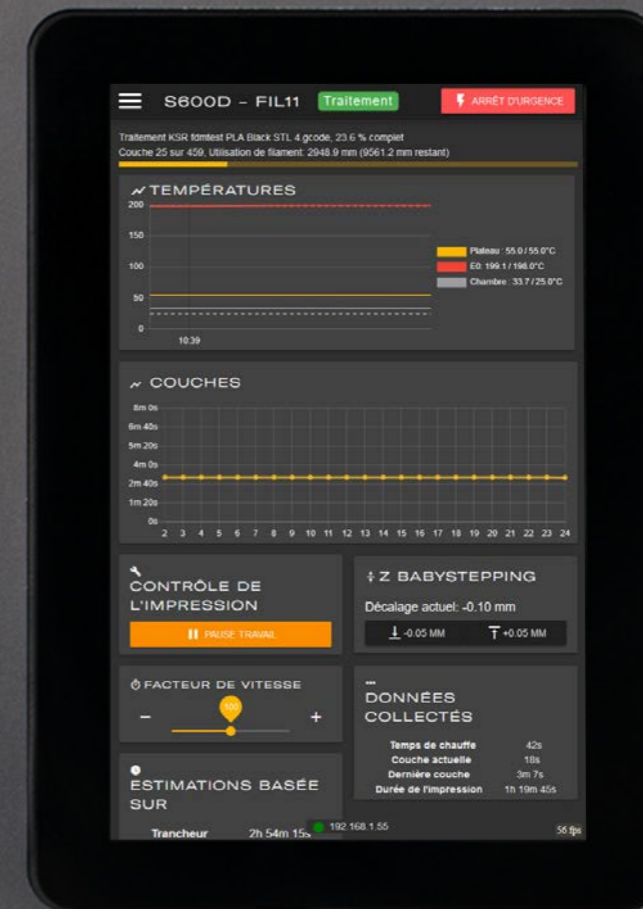 S600D - FIL11
Traitement
ARRÊT D'URGENCE
Traitement KSR fdmtest PLA Black STL 4.gcode, 23.6 % complet
Couche 25 sur 459, Utilisation de filament: 2948.9 mm (9561.2 mm restant)
TEMPÉRATURES
200
150
100
50
0
10:39
Plateau : 55.0 / 55.0°C
E0: 199.1 / 198.0°C
Chambre : 33.7 / 25.0°C
COUCHES
8m 0s
6m 40s
5m 20s
4m 0s
2m 40s
1m 20s
0s
2 3 4 5 6 7 8 9 10 11 12 13 14 15 16 17 18 19 20 21 22 23 24
CONTRÔLE DE
L'IMPRESSION
PAUSE TRAVAIL
Z BABYSTEPPING
Décalage actuel: -0.10 mm
-0.05 MM +0.05 MM
FACTEUR DE VITESSE
100
- +
DONNÉES
COLLECTÉS
Temps de chauffe 42s
Couche actuelle 18s
Dernière couche 3m 7s
Durée de l'impression 1h 19m 45s
ESTIMATIONS BASÉE
SUR
Trancheur 2h 54m 15s
192.168.1.55
56 fps